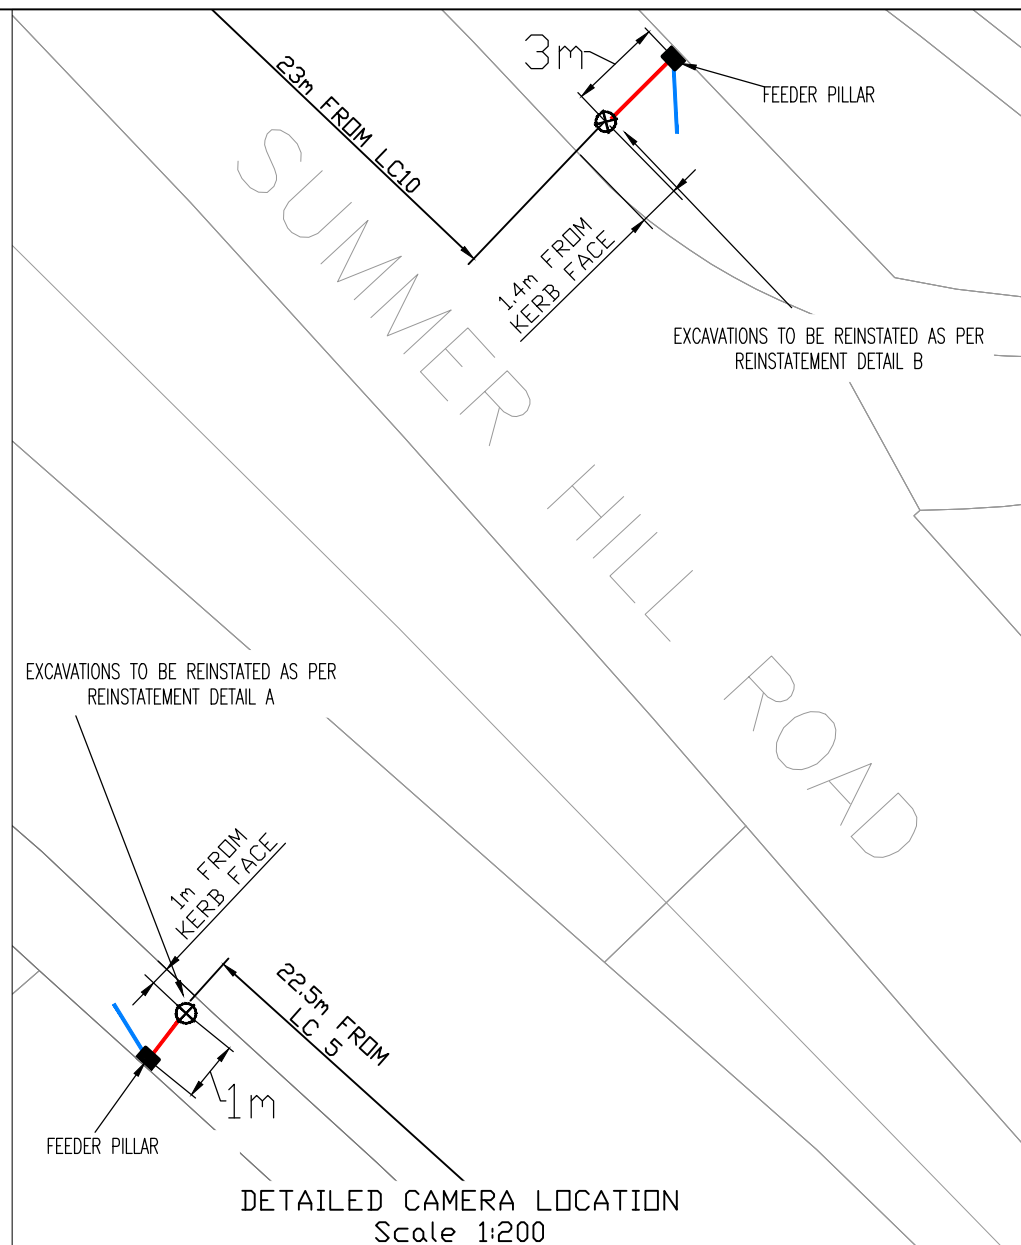 3m
FEEDER PILLAR
23m FROM LC10
1.4m FROM
KERB FACE
EXCAVATIONS TO BE REINSTATED AS PER
REINSTATEMENT DETAIL B
SUMMER HILL ROAD
EXCAVATIONS TO BE REINSTATED AS PER
REINSTATEMENT DETAIL A
1m FROM
KERB FACE
22.5m FROM
LC 5
1m
FEEDER PILLAR
DETAILED CAMERA LOCATION
Scale 1:200